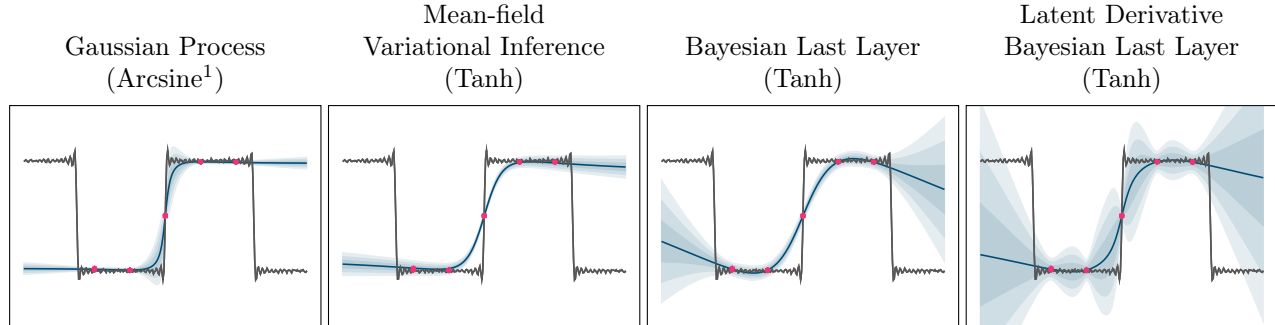 Gaussian Process
(Arcsine¹)
Mean-field
Variational Inference
(Tanh)
Bayesian Last Layer
(Tanh)
Latent Derivative
Bayesian Last Layer
(Tanh)